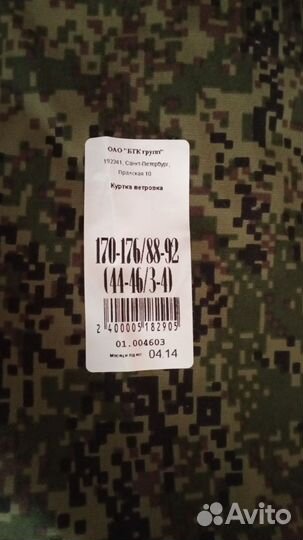 ОАО "БТК групп"
192241, Санкт-Петербург,
Пражская 10
Куртка ветровка
170-176/88-92
(44-46/3-4)
2 400005 182905
01.004603
04.14
Avito